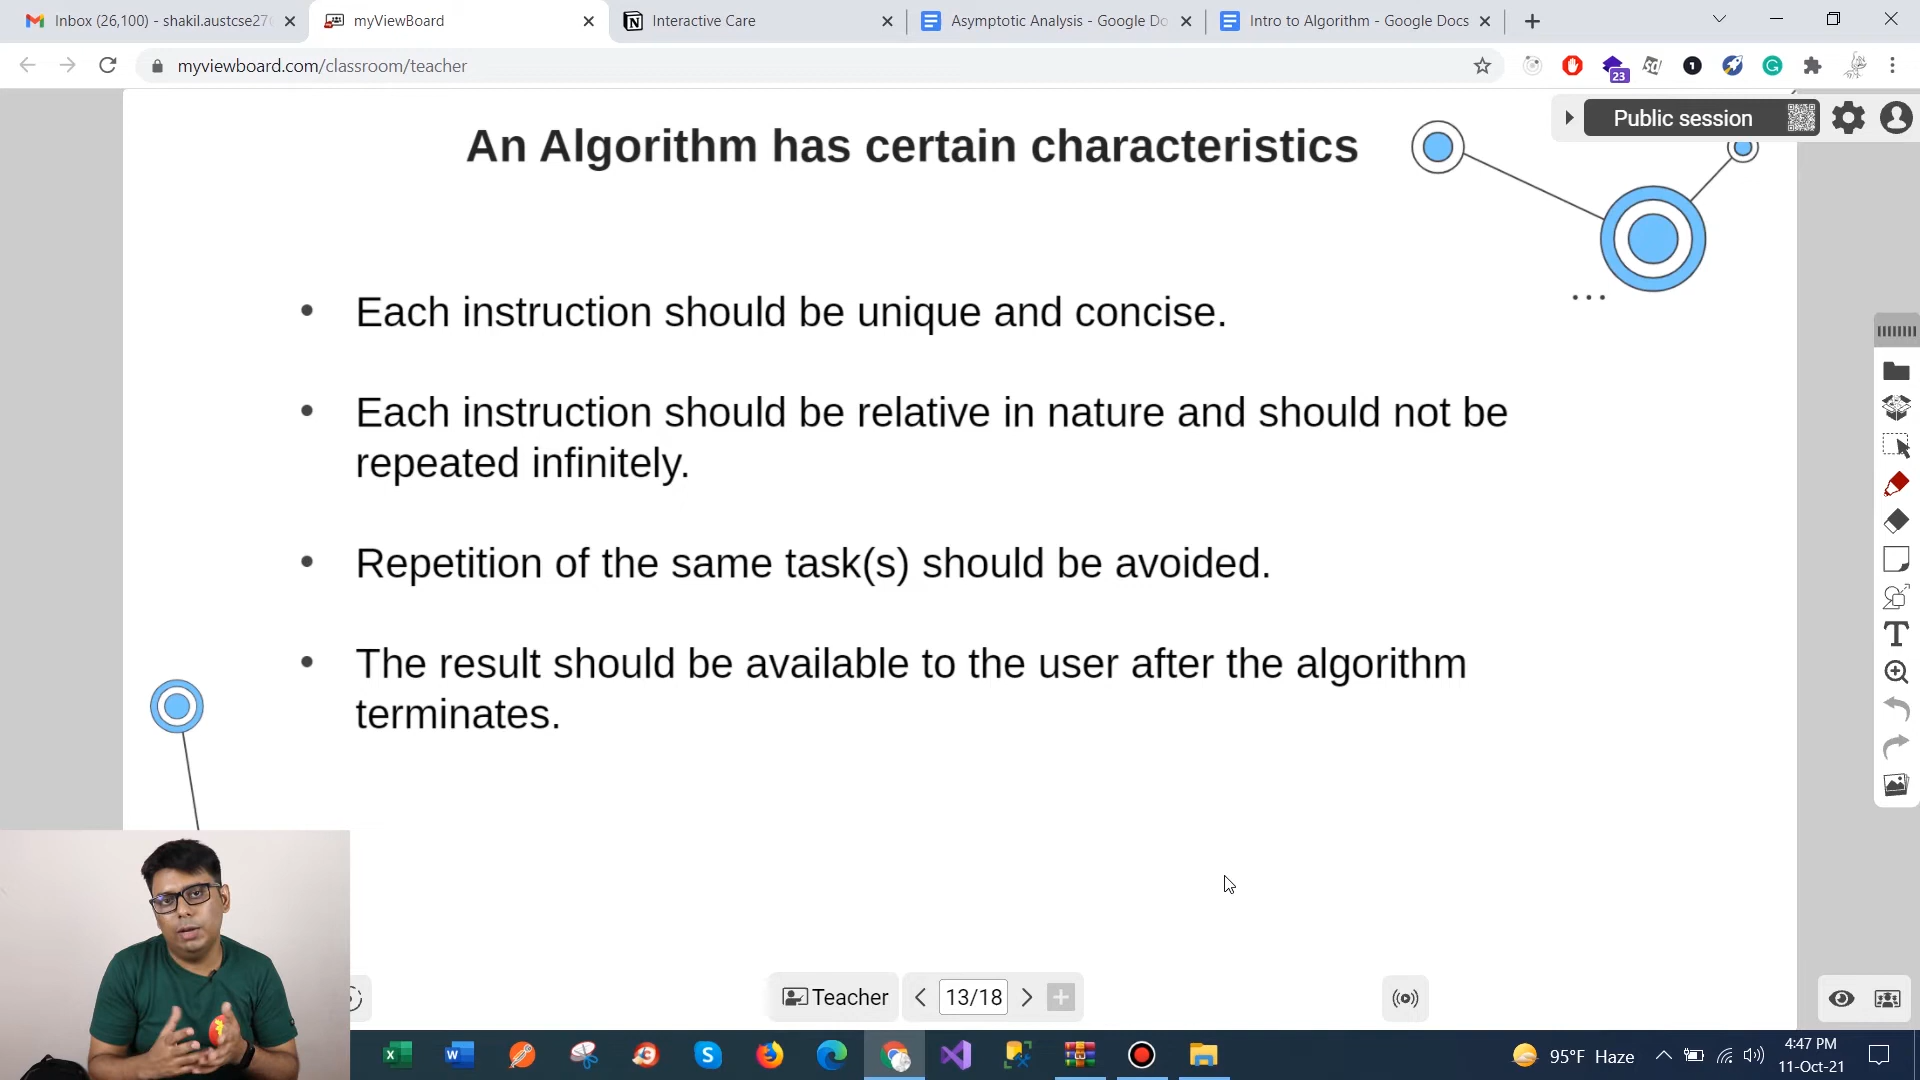 Inbox (26,100) - shakil.austcse27
myViewBoard
Interactive Care
Asymptotic Analysis - Google Do
Intro to Algorithm - Google Docs
myviewboard.com/classroom/teacher
23
Public session
An Algorithm has certain characteristics
• Each instruction should be unique and concise.
• Each instruction should be relative in nature and should not be
repeated infinitely.
• Repetition of the same task(s) should be avoided.
• The result should be available to the user after the algorithm
terminates.
Teacher
13/18
95°F Haze
4:47 PM
11-Oct-21